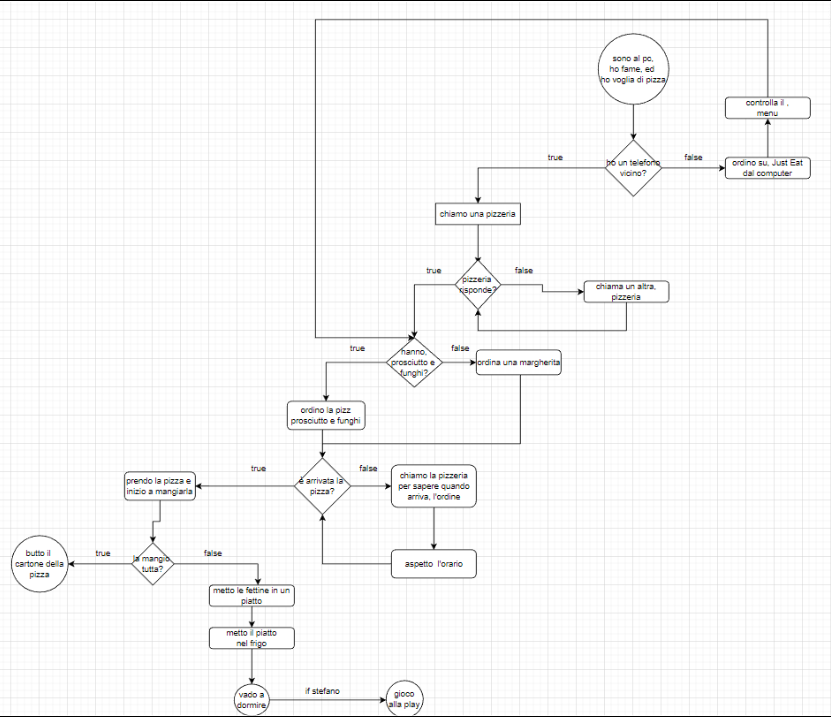 sono al pc,
ho fame, ed
ho voglia di pizza
controlla il ,
menu
true
ho un telefono
vicino?
false
ordino su, Just Eat
dal computer
chiamo una pizzeria
true
pizzeria
risponde?
false
chiama un altra,
pizzeria
true
hanno,
prosciutto e
funghi?
false
ordina una margherita
ordino la pizz
prosciutto e funghi
true
é arrivata la
pizza?
false
chiamo la pizzeria
per sapere quando
arriva, l'ordine
prendo la pizza e
inizio a mangiarla
aspetto l'orario
butto il
cartone della
pizza
true
la mangio
tutta?
false
metto le fettine in un
piatto
metto il piatto
nel frigo
vado a
dormire
if stefano
gioco
alla play